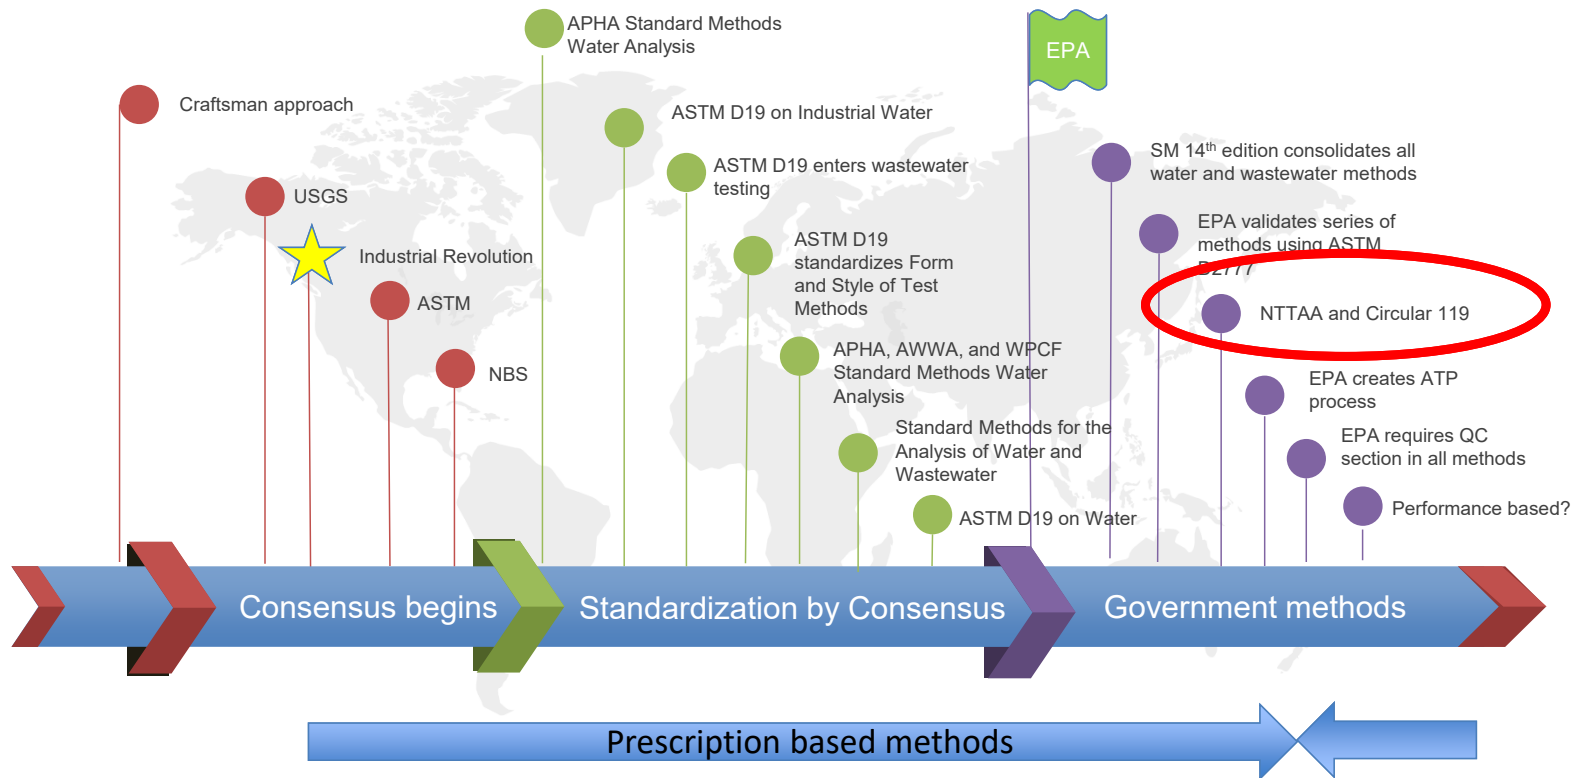 APHA Standard Methods
Water Analysis
EPA
Craftsman approach
ASTM D19 on Industrial Water
SM 14th edition consolidates all
water and wastewater methods
ASTM D19 enters wastewater
testing
USGS
EPA validates series of
methods using ASTM
D2777
Industrial Revolution
ASTM D19
standardizes Form
and Style of Test
Methods
ASTM
NTTAA and Circular 119
NBS
APHA, AWWA, and WPCF
Standard Methods Water
Analysis
EPA creates ATP
process
Standard Methods for the
Analysis of Water and
Wastewater
EPA requires QC
section in all methods
ASTM D19 on Water
Performance based?
Consensus begins
Standardization by Consensus
Government methods
Prescription based methods